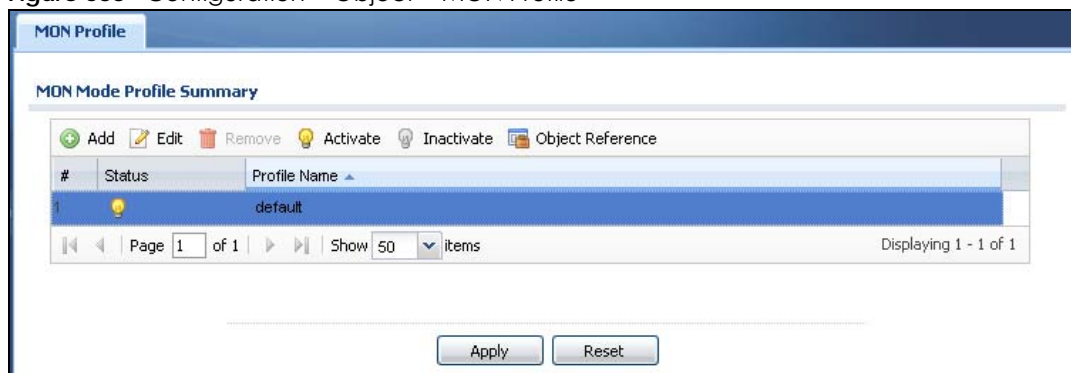 MON Profile
MON Mode Profile Summary
Add Edit Remove Activate Inactivate Object Reference
# Status Profile Name
1 default
Page 1 of 1 Show 50 items Displaying 1 - 1 of 1
Apply Reset